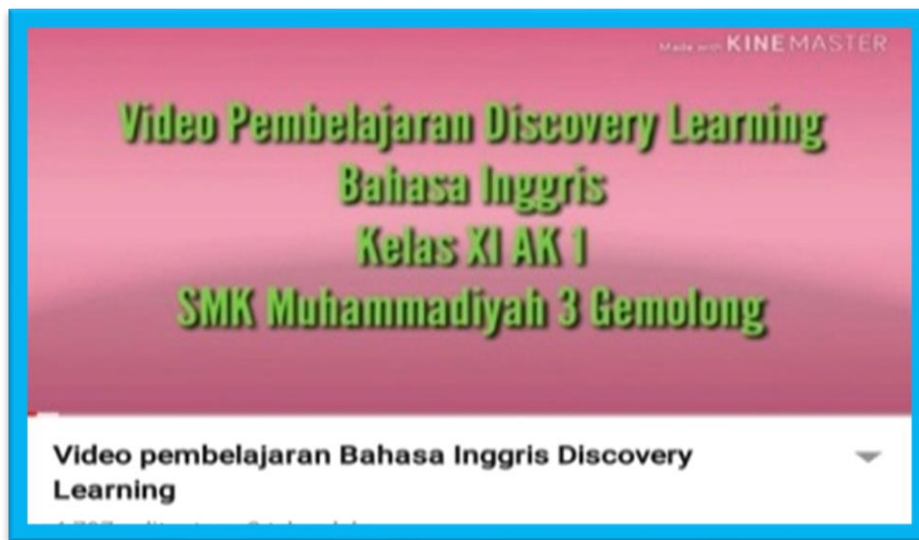 Made with KINEMASTER
Video Pembelajaran Discovery Learning
Bahasa Inggris
Kelas XI AK 1
SMK Muhammadiyah 3 Gemolong
Video pembelajaran Bahasa Inggris Discovery
Learning